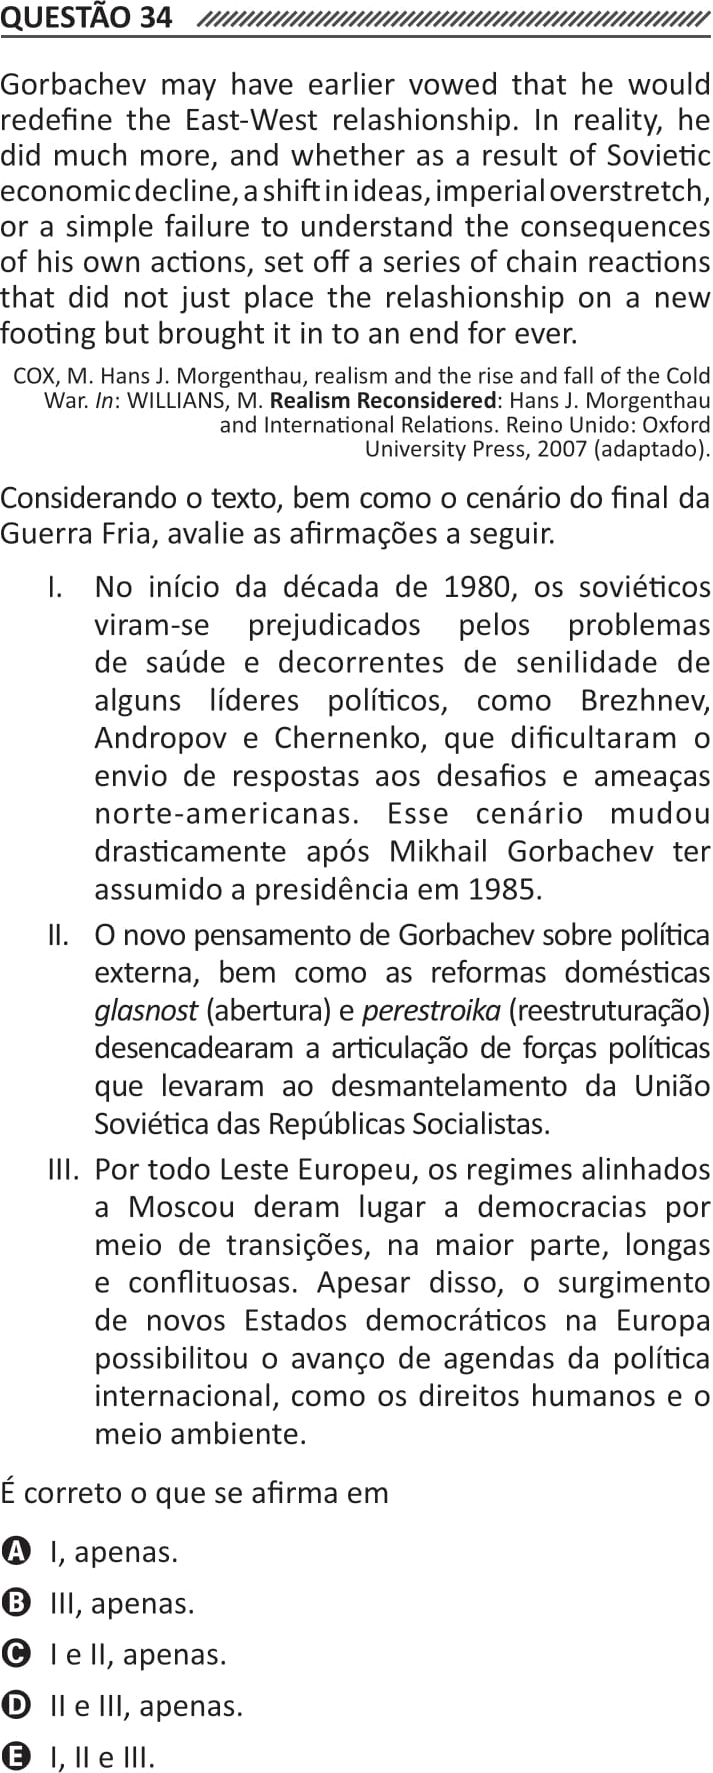 QUESTÃO 34
Gorbachev may have earlier vowed that he would
redefine the East-West relashionship. In reality, he
did much more, and whether as a result of Sovietic
economic decline, a shift in ideas, imperial overstretch,
or a simple failure to understand the consequences
of his own actions, set off a series of chain reactions
that did not just place the relashionship on a new
footing but brought it in to an end for ever.
COX, M. Hans J. Morgenthau, realism and the rise and fall of the Cold
War. In: WILLIANS, M. Realism Reconsidered: Hans J. Morgenthau
and International Relations. Reino Unido: Oxford
University Press, 2007 (adaptado).
Considerando o texto, bem como o cenário do final da
Guerra Fria, avalie as afirmações a seguir.
I. No início da década de 1980, os soviéticos
viram-se prejudicados pelos problemas
de saúde e decorrentes de senilidade de
alguns líderes políticos, como Brezhnev,
Andropov e Chernenko, que dificultaram o
envio de respostas aos desafios e ameaças
norte-americanas. Esse cenário mudou
drasticamente após Mikhail Gorbachev ter
assumido a presidência em 1985.
II. O novo pensamento de Gorbachev sobre política
externa, bem como as reformas domésticas
glasnost (abertura) e perestroika (reestruturação)
desencadearam a articulação de forças políticas
que levaram ao desmantelamento da União
Soviética das Repúblicas Socialistas.
III. Por todo Leste Europeu, os regimes alinhados
a Moscou deram lugar a democracias por
meio de transições, na maior parte, longas
e conflituosas. Apesar disso, o surgimento
de novos Estados democráticos na Europa
possibilitou o avanço de agendas da política
internacional, como os direitos humanos e o
meio ambiente.
É correto o que se afirma em
A I, apenas.
B III, apenas.
C I e II, apenas.
D II e III, apenas.
E I, II e III.